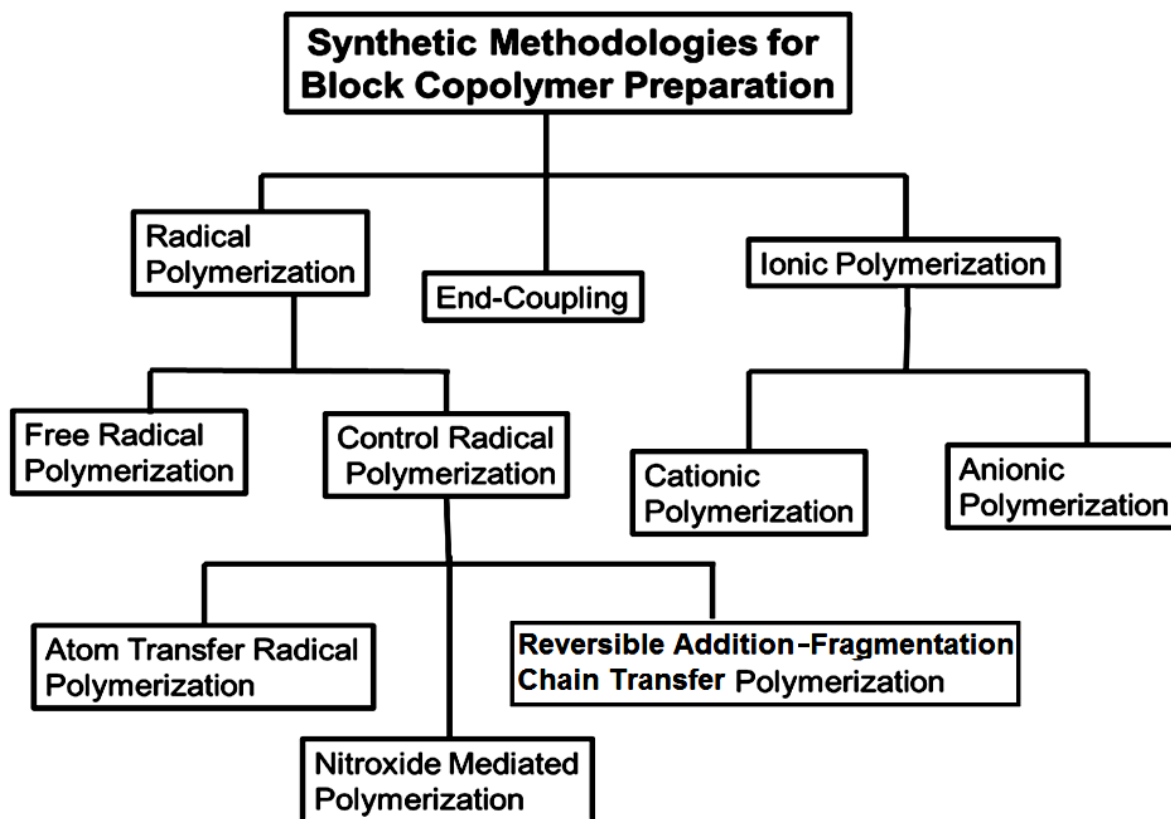 Synthetic Methodologies for
Block Copolymer Preparation
Radical
Polymerization
End-Coupling
Ionic Polymerization
Free Radical
Polymerization
Control Radical
Polymerization
Cationic
Polymerization
Anionic
Polymerization
Atom Transfer Radical
Polymerization
Reversible Addition-Fragmentation
Chain Transfer Polymerization
Nitroxide Mediated
Polymerization